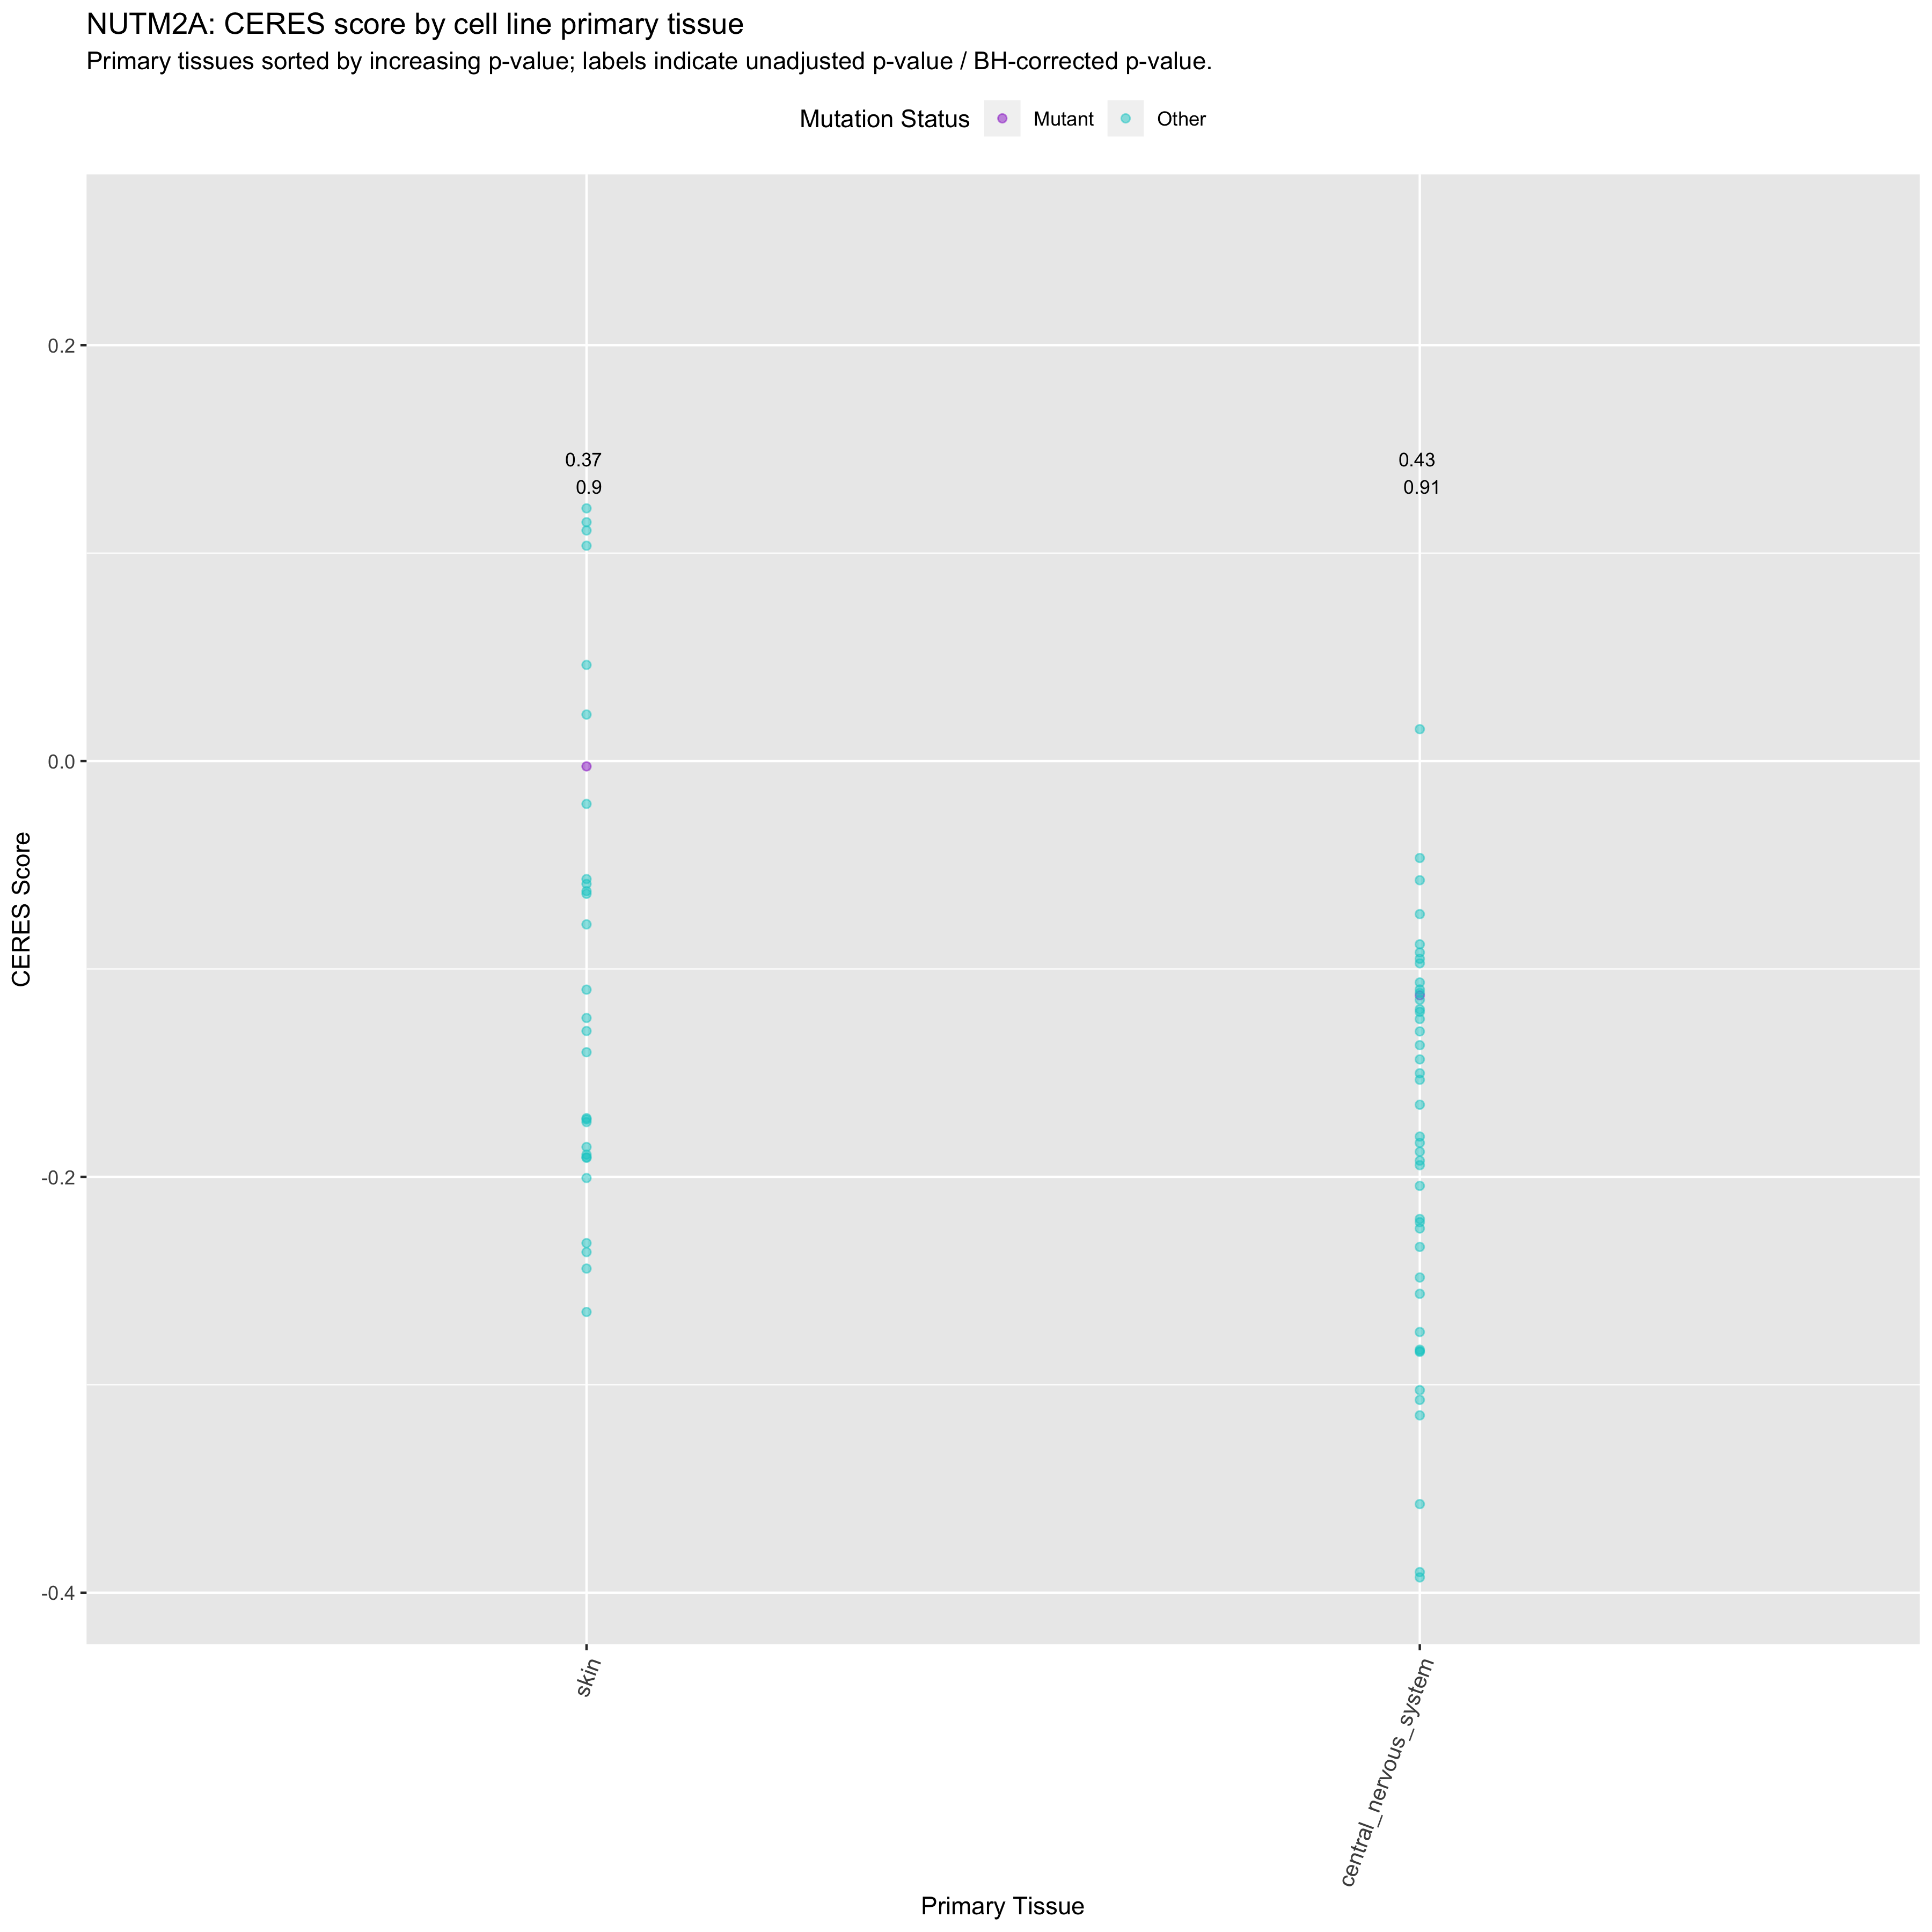 NUTM2A: CERES score by cell line primary tissue
Primary tissues sorted by increasing p-value; labels indicate unadjusted p-value / BH-corrected p-value.
Mutation Status Mutant Other
0.37 0.43
0.9 0.91
0.2
0.0
-0.2
-0.4
CERES Score
skin
central_nervous_system
Primary Tissue